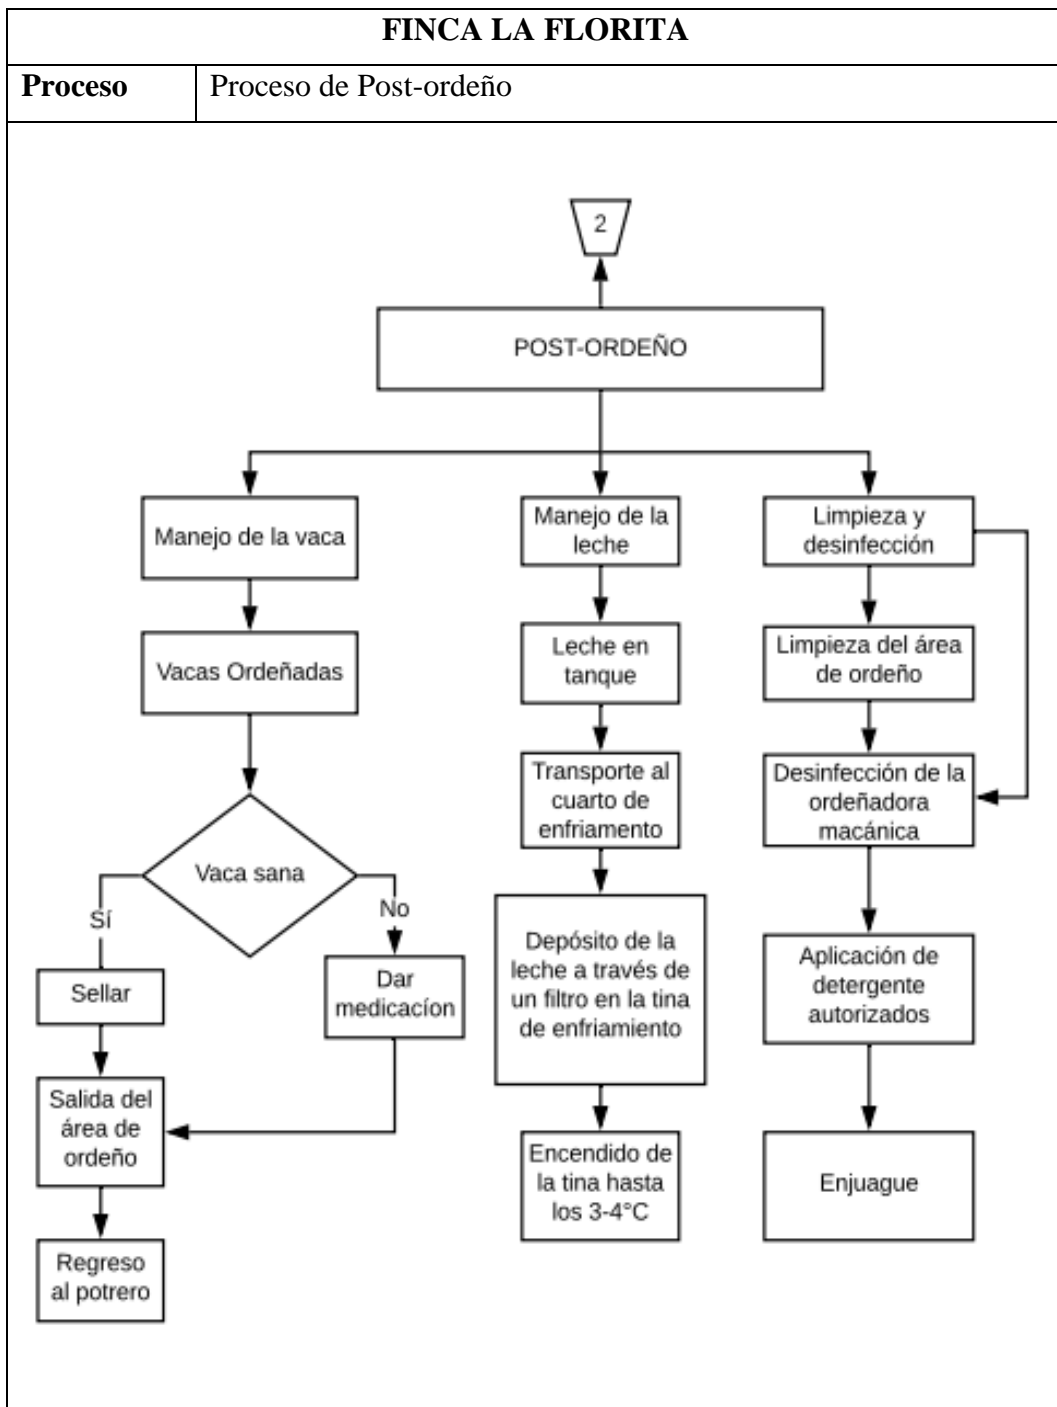 FINCA LA FLORITA
Proceso
Proceso de Post-ordeño
2
POST-ORDEÑO
Manejo de la vaca
Vacas Ordeñadas
Vaca sana
Sí
No
Sellar
Dar
medicacíon
Salida del
área de
ordeño
Regreso
al potrero
Manejo de la
leche
Leche en
tanque
Transporte al
cuarto de
enfriamento
Depósito de la
leche a través de
un filtro en la tina
de enfriamiento
Encendido de
la tina hasta
los 3-4°C
Limpieza y
desinfección
Limpieza del área
de ordeño
Desinfección de la
ordeñadora
macánica
Aplicación de
detergente
autorizados
Enjuague